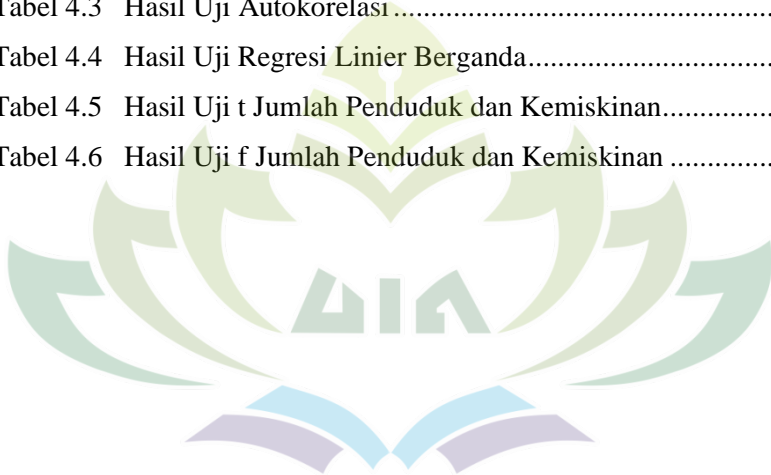 Tabel 4.3 Hasil Uji Autokorelasi..................................................
Tabel 4.4 Hasil Uji Regresi Linier Berganda.................................
Tabel 4.5 Hasil Uji t Jumlah Penduduk dan Kemiskinan...............
Tabel 4.6 Hasil Uji f Jumlah Penduduk dan Kemiskinan ..............
UIN